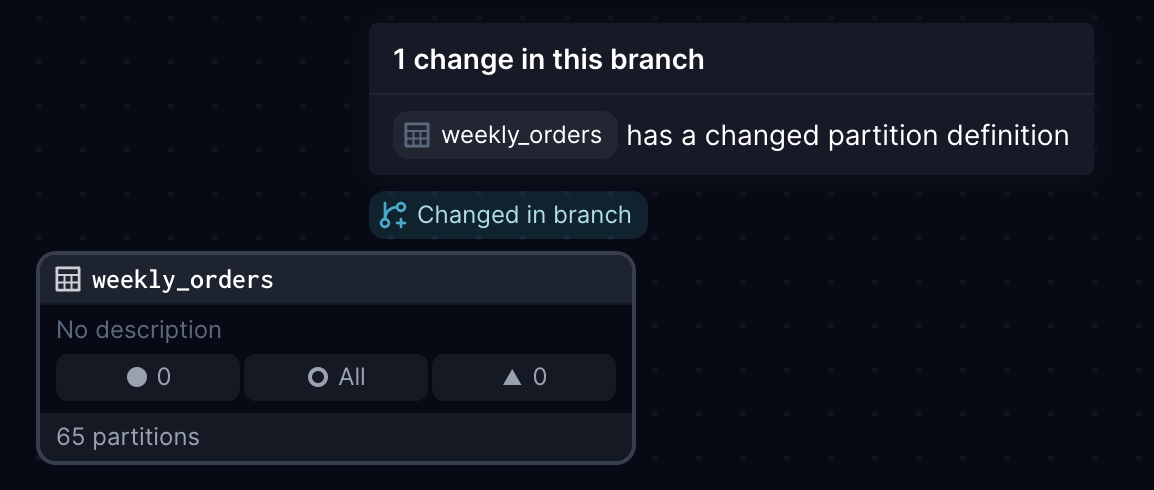 1 change in this branch
weekly_orders has a changed partition definition
Changed in branch
weekly_orders
No description
0 All 0
65 partitions